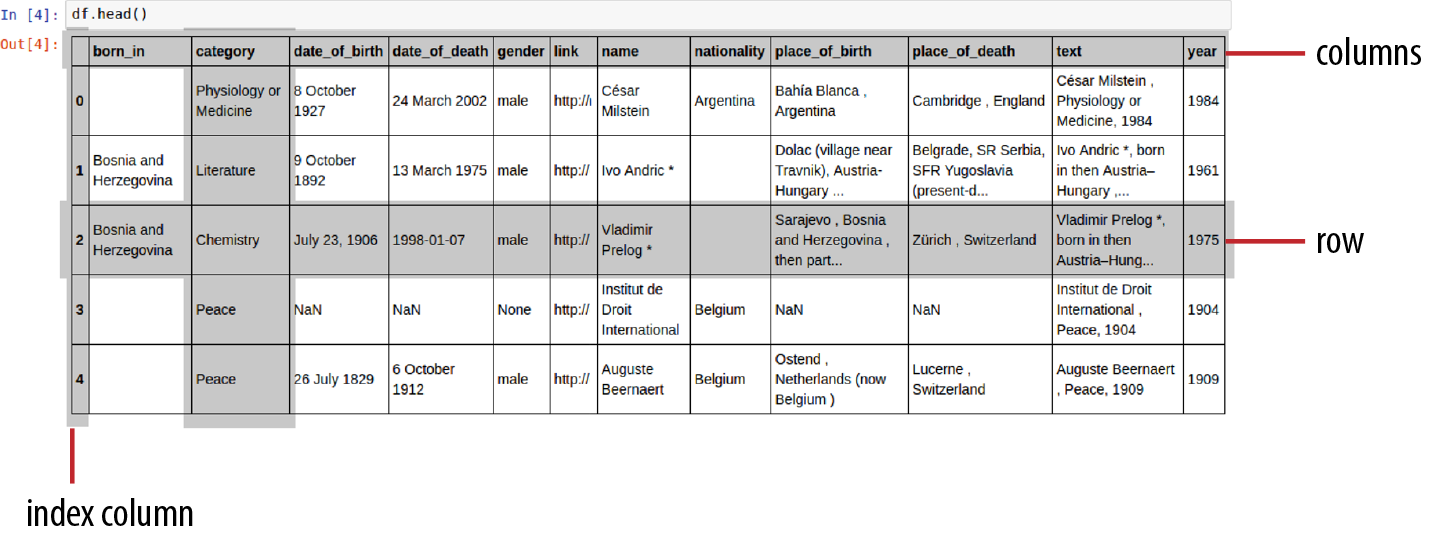 In [4]: df.head()
Out[4]:
born_in category date_of_birth date_of_death gender link name nationality place_of_birth place_of_death text year
columns
0 Physiology or Medicine 8 October 1927 24 March 2002 male http:// César Milstein Argentina Bahía Blanca , Argentina Cambridge , England César Milstein , Physiology or Medicine, 1984 1984
1 Bosnia and Herzegovina Literature 9 October 1892 13 March 1975 male http:// Ivo Andric * Dolac (village near Travnik), Austria-Hungary ... Belgrade, SR Serbia, SFR Yugoslavia (present-d... Ivo Andric *, born in then Austria–Hungary ,... 1961
2 Bosnia and Herzegovina Chemistry July 23, 1906 1998-01-07 male http:// Vladimir Prelog * Sarajevo , Bosnia and Herzegovina , then part... Zürich , Switzerland Vladimir Prelog *, born in then Austria–Hung... 1975
row
3 Peace NaN NaN None http:// Institut de Droit International Belgium NaN NaN Institut de Droit International , Peace, 1904 1904
4 Peace 26 July 1829 6 October 1912 male http:// Auguste Beernaert Belgium Ostend , Netherlands (now Belgium ) Lucerne , Switzerland Auguste Beernaert , Peace, 1909 1909
index column